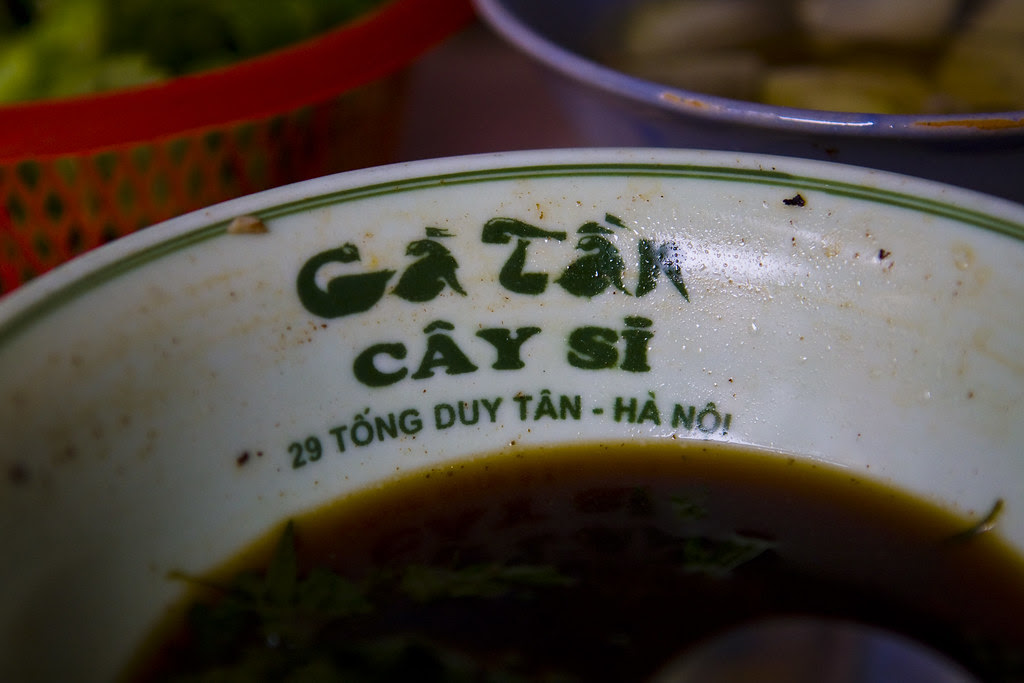 GÀ TẦN
CÂY SI
29 TỐNG DUY TÂN - HÀ NỘI